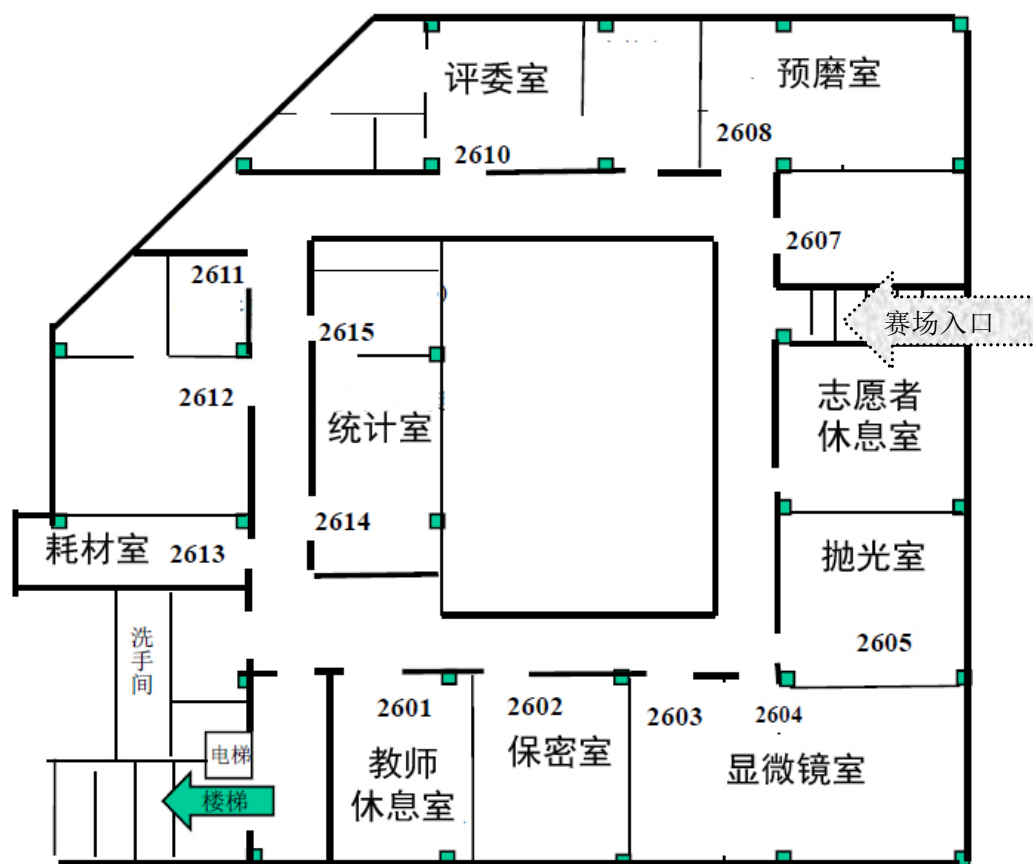 评委室
预磨室
2610
2608
2607
2611
2615
赛场入口
2612
志愿者
休息室
统计室
2614
耗材室
2613
抛光室
2605
洗手间
2601
2602
2603
2604
电梯
教师
休息室
保密室
显微镜室
楼梯